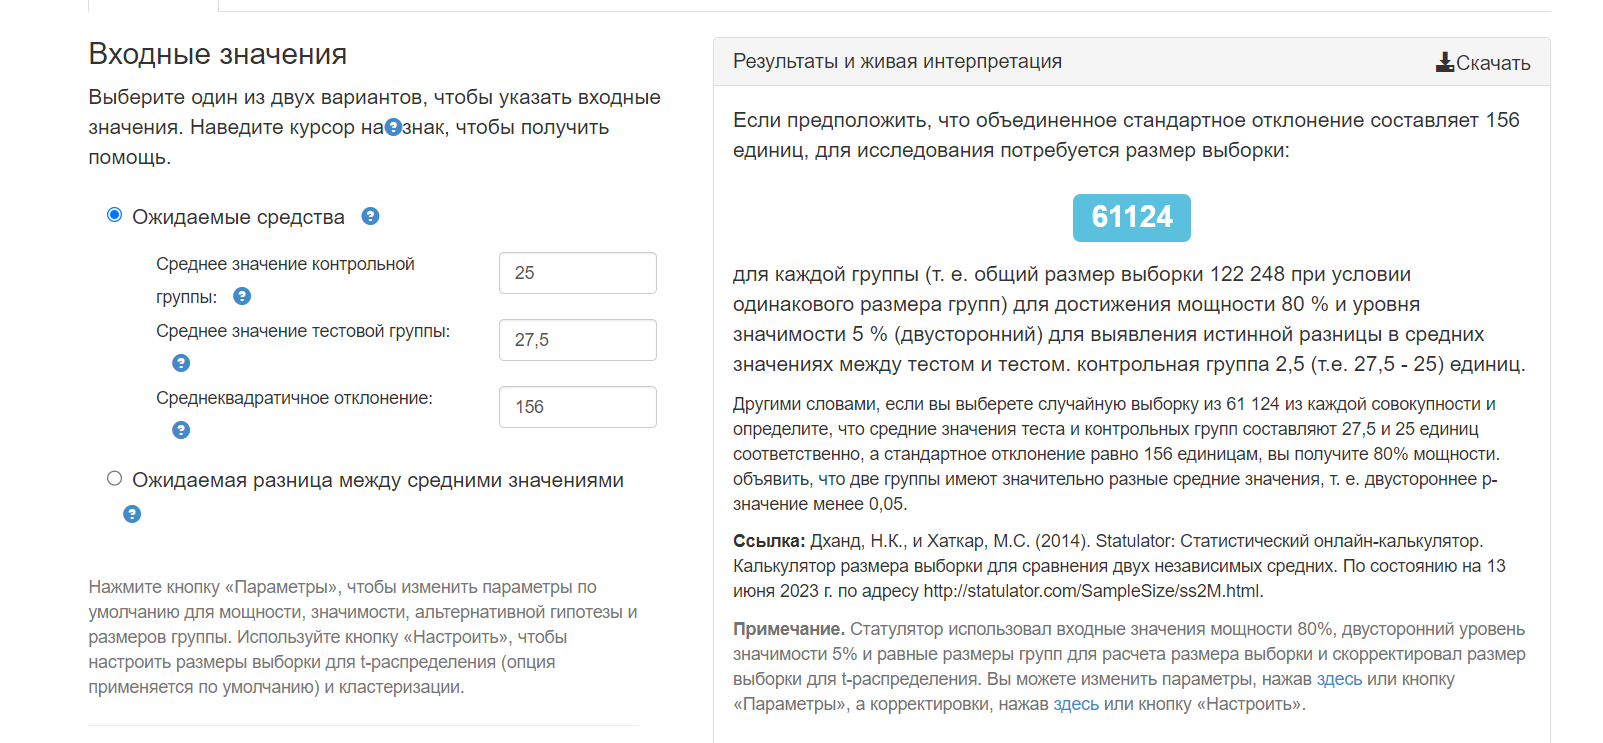 Входные значения
Выберите один из двух вариантов, чтобы указать входные
значения. Наведите курсор на?знак, чтобы получить
помощь.
Ожидаемые средства ?
Среднее значение контрольной
группы: ?
25
Среднее значение тестовой группы:
?
27,5
Среднеквадратичное отклонение:
?
156
Ожидаемая разница между средними значениями
?
Нажмите кнопку «Параметры», чтобы изменить параметры по
умолчанию для мощности, значимости, альтернативной гипотезы и
размеров группы. Используйте кнопку «Настроить», чтобы
настроить размеры выборки для t-распределения (опция
применяется по умолчанию) и кластеризации.
Результаты и живая интерпретация
Скачать
Если предположить, что объединенное стандартное отклонение составляет 156
единиц, для исследования потребуется размер выборки:
61124
для каждой группы (т. е. общий размер выборки 122 248 при условии
одинакового размера групп) для достижения мощности 80 % и уровня
значимости 5 % (двусторонний) для выявления истинной разницы в средних
значениях между тестом и тестом. контрольная группа 2,5 (т.е. 27,5 - 25) единиц.
Другими словами, если вы выберете случайную выборку из 61 124 из каждой совокупности и
определите, что средние значения теста и контрольных групп составляют 27,5 и 25 единиц
соответственно, а стандартное отклонение равно 156 единицам, вы получите 80% мощности.
объявить, что две группы имеют значительно разные средние значения, т. е. двустороннее p-
значение менее 0,05.
Ссылка: Дханд, Н.К., и Хаткар, М.С. (2014). Statulator: Статистический онлайн-калькулятор.
Калькулятор размера выборки для сравнения двух независимых средних. По состоянию на 13
июня 2023 г. по адресу http://statulator.com/SampleSize/ss2M.html.
Примечание. Статулятор использовал входные значения мощности 80%, двусторонний уровень
значимости 5% и равные размеры групп для расчета размера выборки и скорректировал размер
выборки для t-распределения. Вы можете изменить параметры, нажав здесь или кнопку
«Параметры», а корректировки, нажав здесь или кнопку «Настроить».